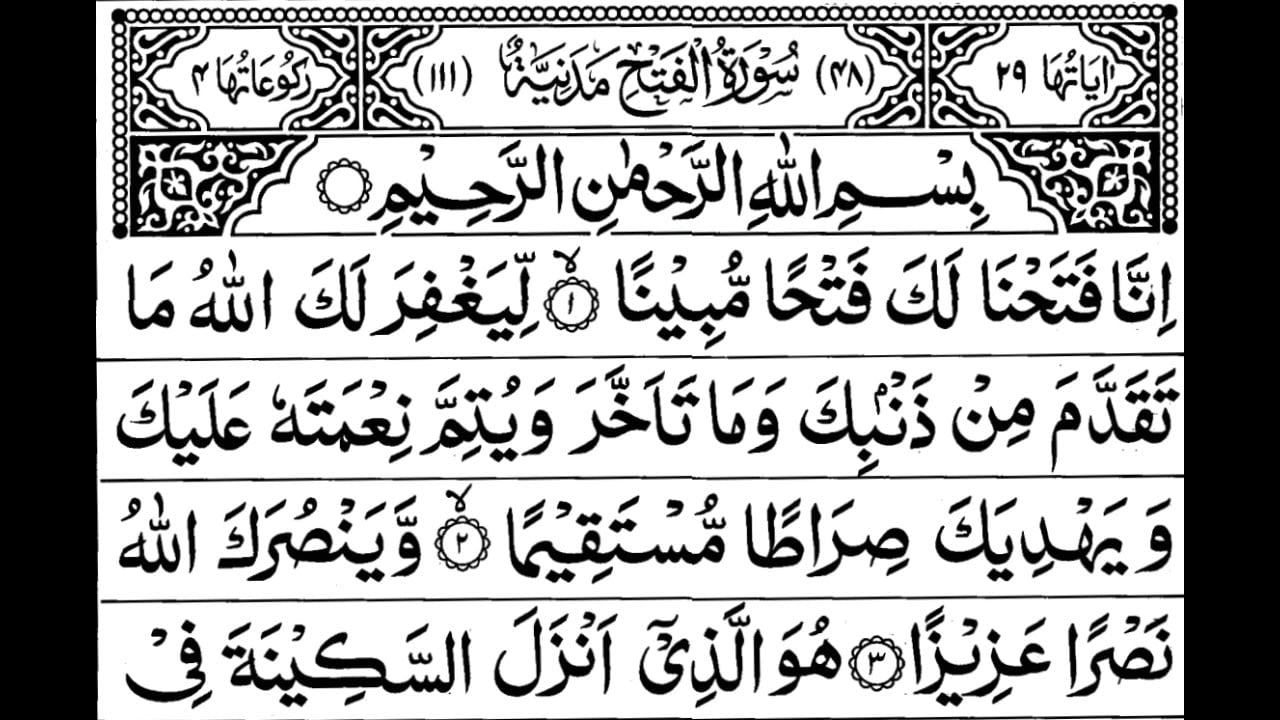 اٰيَاتُهَا ٢٩ (٤٨) سُوْرَةُ الْفَتْحِ مَدَنِيَّةٌ (١١١) رُكُوْعَاتُهَا ٤
بِسْمِ اللّٰهِ الرَّحْمٰنِ الرَّحِيْمِ
اِنَّا فَتَحْنَا لَكَ فَتْحًا مُّبِيْنًا ۙ ١ لِّيَغْفِرَ لَكَ اللّٰهُ مَا
تَقَدَّمَ مِنْ ذَنْۢبِكَ وَمَا تَاَخَّرَ وَيُتِمَّ نِعْمَتَهٗ عَلَيْكَ
وَيَهْدِيَكَ صِرَاطًا مُّسْتَقِيْمًا ۙ ٢ وَّيَنْصُرَكَ اللّٰهُ
نَصْرًا عَزِيْزًا ٣ هُوَ الَّذِيْۤ اَنْزَلَ السَّكِيْنَةَ فِيْ